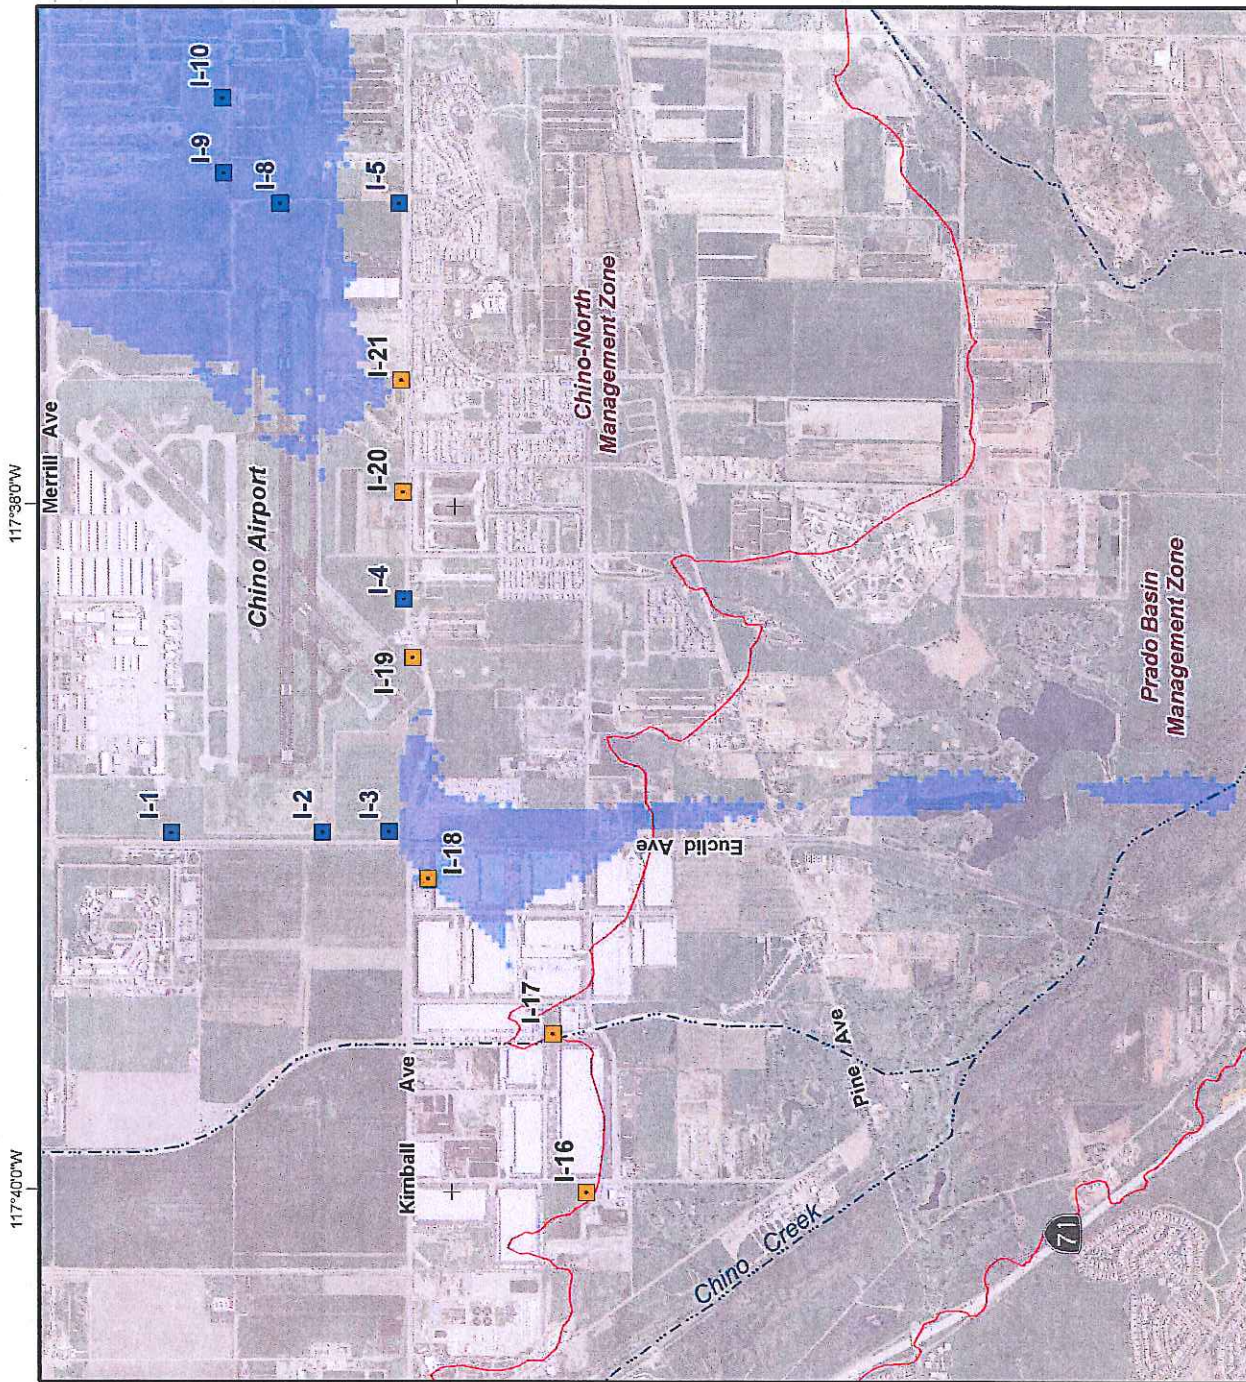 117°40'0"W
117°38'0"W
Merrill Ave
Chino Airport
I-1
I-2
I-3
I-18
I-19
I-4
I-20
I-21
I-5
I-8
I-9
I-10
Kimball Ave
I-17
I-16
Euclid Ave
Chino-North
Management Zone
Pine Ave
Chino Creek
71
Prado Basin
Management Zone